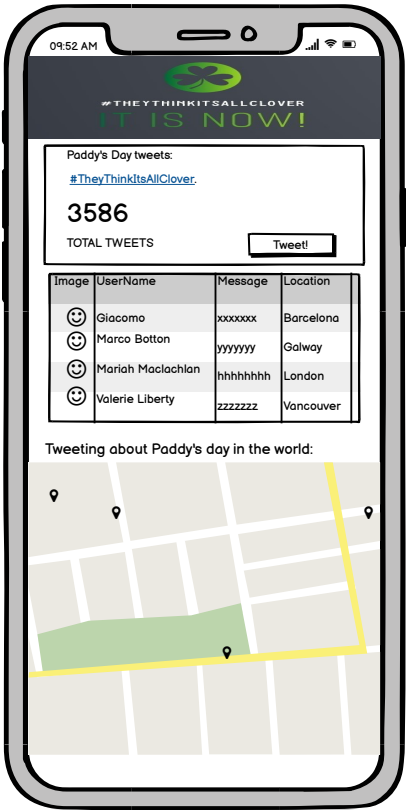 09:52 AM
#THEYTHINKITSALLCLOVER
IT IS NOW!
Paddy's Day tweets:
#TheyThinkItsAllClover.
3586
TOTAL TWEETS
Tweet!
Image UserName Message Location
Giacomo xxxxxxx Barcelona
Marco Botton yyyyyyy Galway
Mariah Maclachlan hhhhhhhh London
Valerie Liberty zzzzzzz Vancouver
Tweeting about Paddy's day in the world: